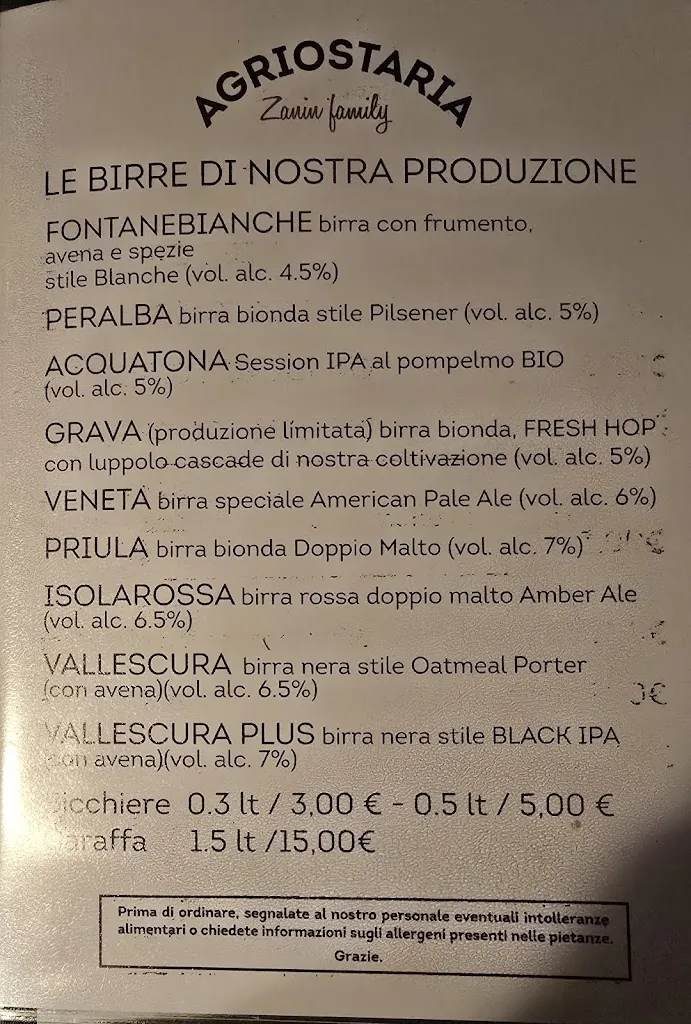 AGRIOSTARIA
Zanin family
LE BIRRE DI NOSTRA PRODUZIONE
FONTANEBIANCHE birra con frumento,
avena e spezie
stile Blanche (vol. alc. 4.5%)
PERALBA birra bionda stile Pilsener (vol. alc. 5%)
ACQUATONA Session IPA al pompelmo BIO
(vol. alc. 5%)
GRAVA (produzione limitata) birra bionda, FRESH HOP
con luppolo cascade di nostra coltivazione (vol. alc. 5%)
VENETA birra speciale American Pale Ale (vol. alc. 6%)
PRIULA birra bionda Doppio Malto (vol. alc. 7%)
ISOLAROSSA birra rossa doppio malto Amber Ale
(vol. alc. 6.5%)
VALLESCURA birra nera stile Oatmeal Porter
(con avena)(vol. alc. 6.5%)
VALLESCURA PLUS birra nera stile BLACK IPA
(con avena)(vol. alc. 7%)
Bicchiere 0.3 lt / 3,00 € - 0.5 lt / 5,00 €
Caraffa 1.5 lt /15,00€
Prima di ordinare, segnalate al nostro personale eventuali intolleranze
alimentari o chiedete informazioni sugli allergeni presenti nelle pietanze.
Grazie.